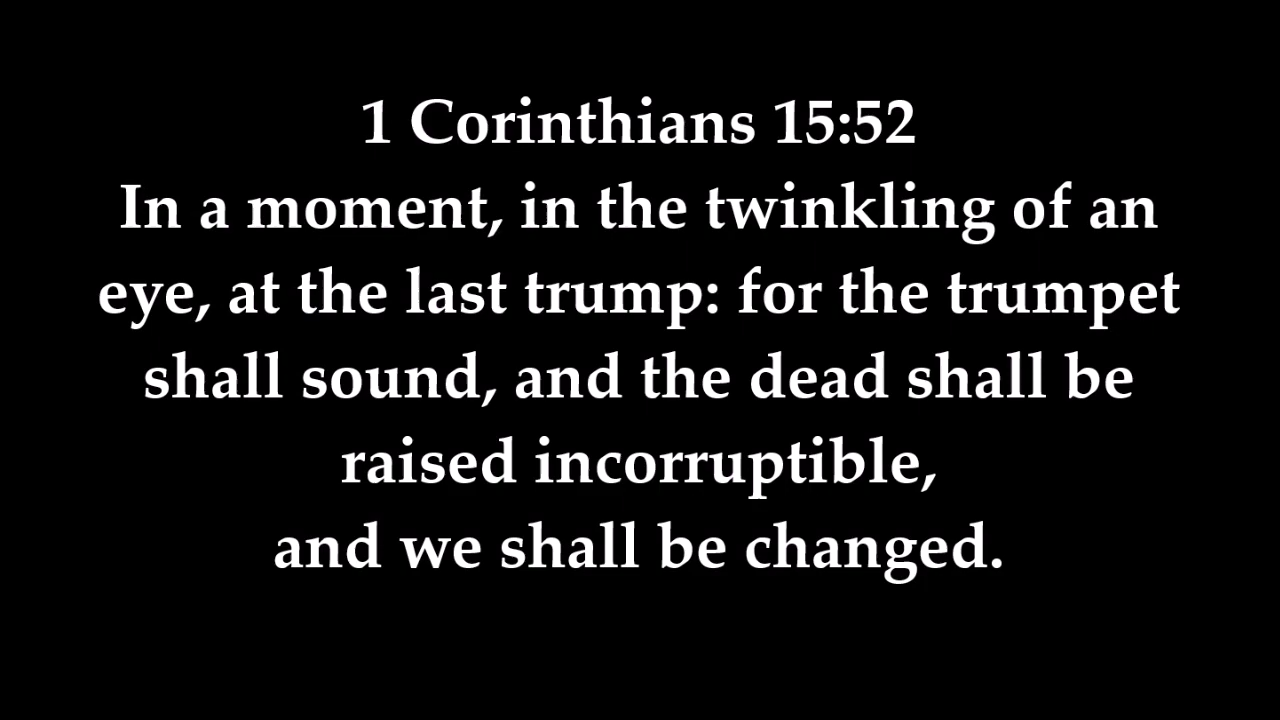 1 Corinthians 15:52
In a moment, in the twinkling of an
eye, at the last trump: for the trumpet
shall sound, and the dead shall be
raised incorruptible,
and we shall be changed.